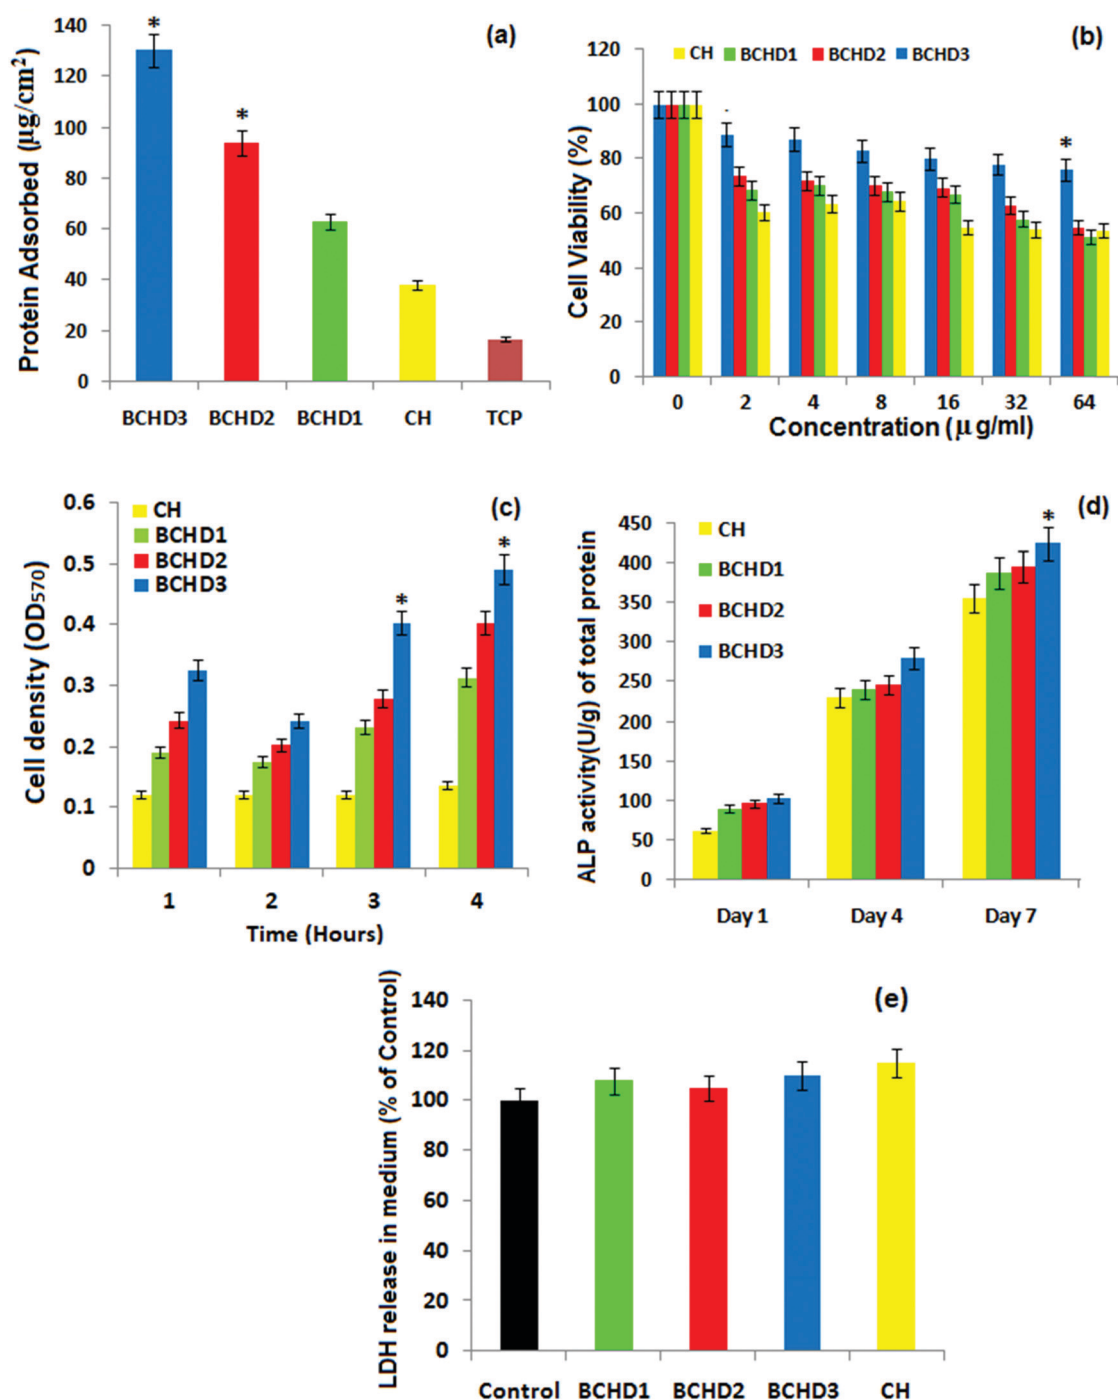 (a)
Protein Adsorbed (µg/cm²)
140
120
100
80
60
40
20
0
*
*
BCHD3 BCHD2 BCHD1 CH TCP
(b)
CH BCHD1 BCHD2 BCHD3
Cell Viability (%)
120
100
80
60
40
20
0
*
0 2 4 8 16 32 64
Concentration (µ g/ml)
(c)
CH
BCHD1
BCHD2
BCHD3
Cell density (OD570)
0.6
0.5
0.4
0.3
0.2
0.1
0
*
*
1 2 3 4
Time (Hours)
(d)
CH
BCHD1
BCHD2
BCHD3
ALP activity(U/g) of total protein
450
400
350
300
250
200
150
100
50
0
*
Day 1 Day 4 Day 7
(e)
LDH release in medium (% of Control)
140
120
100
80
60
40
20
0
Control BCHD1 BCHD2 BCHD3 CH